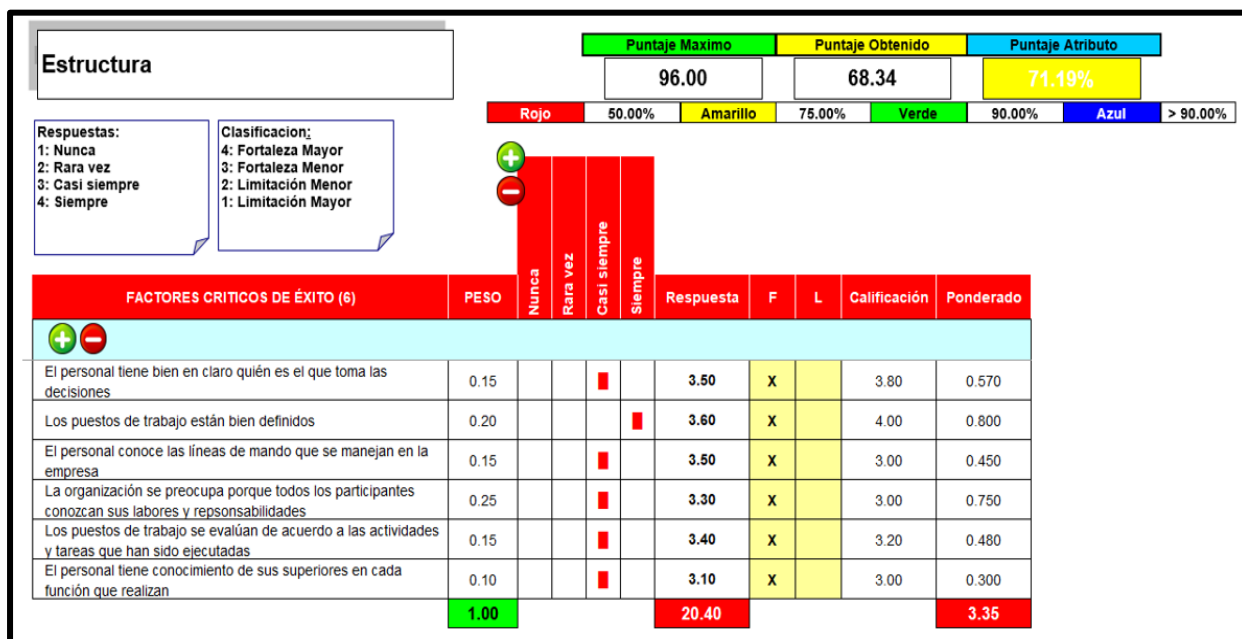 Estructura
Puntaje Maximo Puntaje Obtenido Puntaje Atributo
96.00 68.34 71.19%
Rojo 50.00% Amarillo 75.00% Verde 90.00% Azul > 90.00%
Respuestas:
1: Nunca
2: Rara vez
3: Casi siempre
4: Siempre
Clasificacion:
4: Fortaleza Mayor
3: Fortaleza Menor
2: Limitación Menor
1: Limitación Mayor
FACTORES CRITICOS DE ÉXITO (6) PESO Nunca Rara vez Casi siempre Siempre Respuesta F L Calificación Ponderado
El personal tiene bien en claro quién es el que toma las
decisiones 0.15 3.50 X 3.80 0.570
Los puestos de trabajo están bien definidos 0.20 3.60 X 4.00 0.800
El personal conoce las líneas de mando que se manejan en la
empresa 0.15 3.50 X 3.00 0.450
La organización se preocupa porque todos los participantes
conozcan sus labores y repsonsabilidades 0.25 3.30 X 3.00 0.750
Los puestos de trabajo se evalúan de acuerdo a las actividades
y tareas que han sido ejecutadas 0.15 3.40 X 3.20 0.480
El personal tiene conocimiento de sus superiores en cada
función que realizan 0.10 3.10 X 3.00 0.300
1.00 20.40 3.35